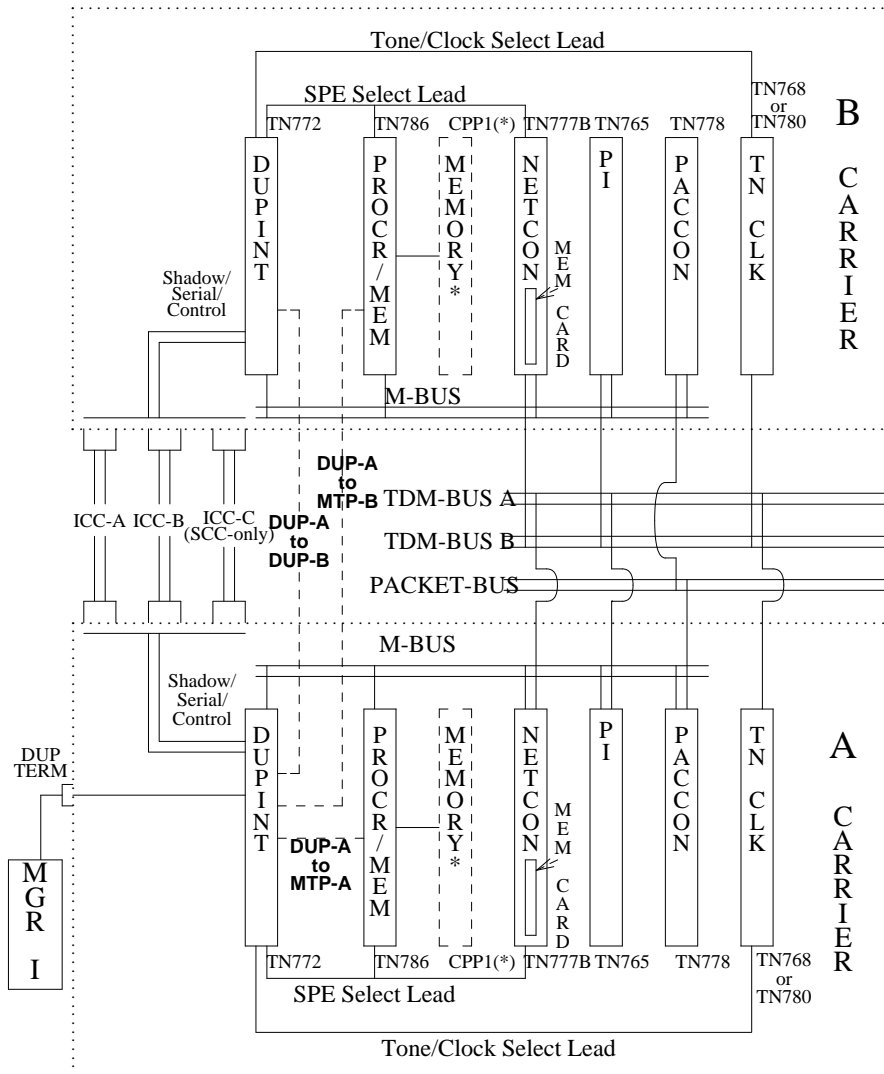 Tone/Clock Select Lead
SPE Select Lead
TN772
TN786
CPP1(*)
TN777B
TN765
TN778
TN768
or
TN780
B CARRIER
DUPINT
PROCR/MEM
MEMORY*
NETCON
MEM CARD
PI
PACCON
TN CLK
Shadow/
Serial/
Control
M-BUS
ICC-A
ICC-B
ICC-C
(SCC-only)
DUP-A
to
DUP-B
DUP-A
to
MTP-B
TDM-BUS A
TDM-BUS B
PACKET-BUS
M-BUS
Shadow/
Serial/
Control
DUP
TERM
MGR I
DUPINT
DUP-A
to
MTP-A
PROCR/MEM
MEMORY*
NETCON
MEM CARD
PI
PACCON
TN CLK
A CARRIER
TN772
TN786
CPP1(*)
TN777B
TN765
TN778
TN768
or
TN780
SPE Select Lead
Tone/Clock Select Lead